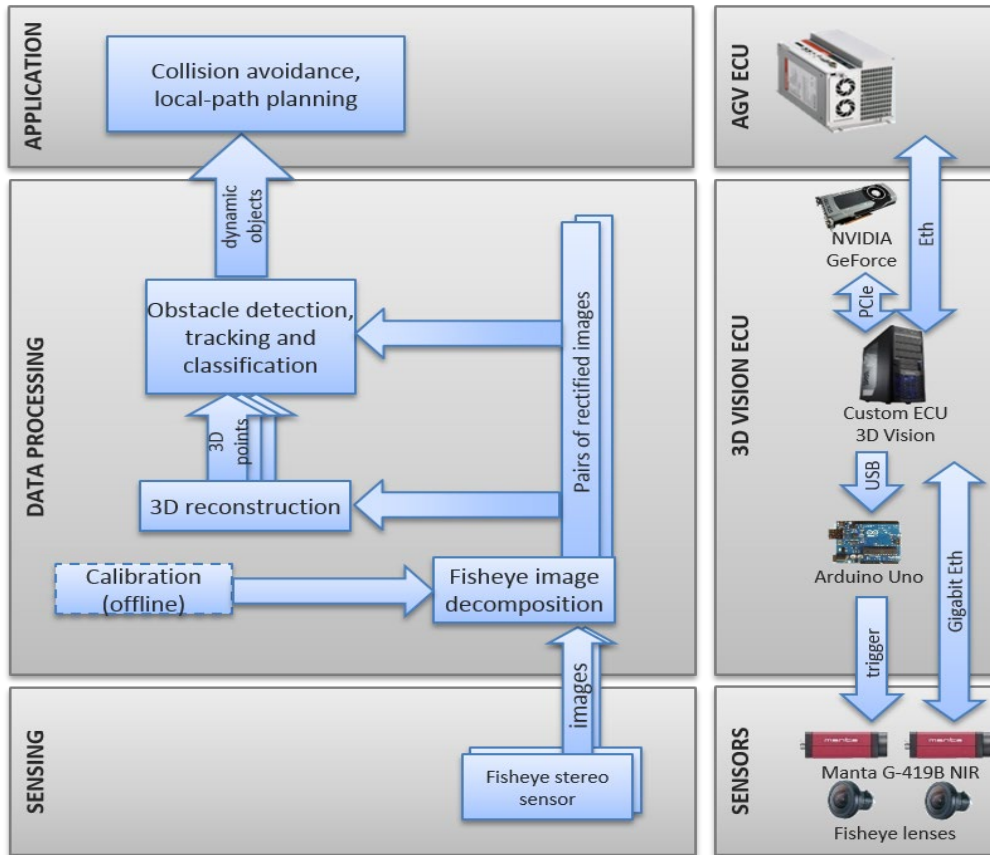 APPLICATION
Collision avoidance,
local-path planning
dynamic
objects
DATA PROCESSING
Obstacle detection,
tracking and
classification
3D
points
3D reconstruction
Pairs of rectified images
Calibration
(offline)
Fisheye image
decomposition
images
SENSING
Fisheye stereo
sensor
AGV ECU
Eth
3D VISION ECU
NVIDIA
GeForce
PCIe
Custom ECU
3D Vision
USB
Arduino Uno
Gigabit Eth
trigger
SENSORS
manta
manta
Manta G-419B NIR
Fisheye lenses